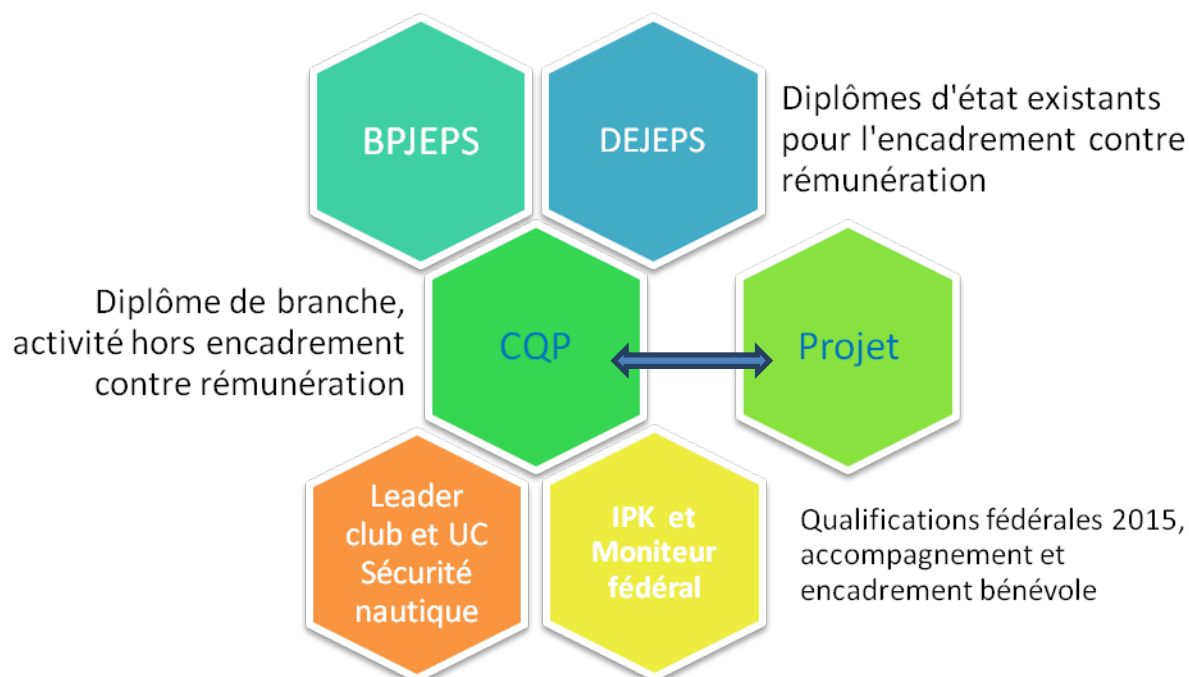 BPJEPS
DEJEPS
Diplômes d'état existants
pour l'encadrement contre
rémunération
Diplôme de branche,
activité hors encadrement
contre rémunération
CQP
Projet
Leader
club et UC
Sécurité
nautique
IPK et
Moniteur
fédéral
Qualifications fédérales 2015,
accompagnement et
encadrement bénévole